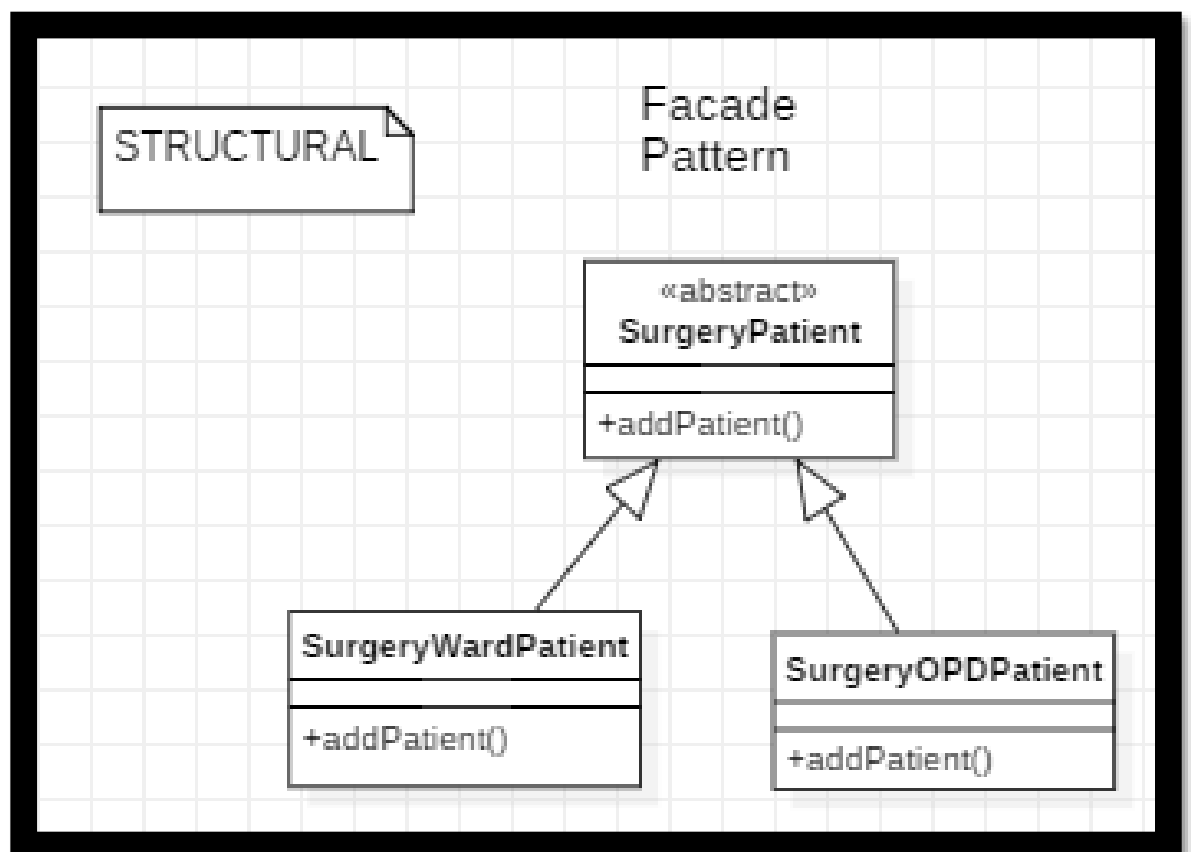 STRUCTURAL
Facade
Pattern
«abstract»
SurgeryPatient
+addPatient()
SurgeryWardPatient
+addPatient()
SurgeryOPDPatient
+addPatient()